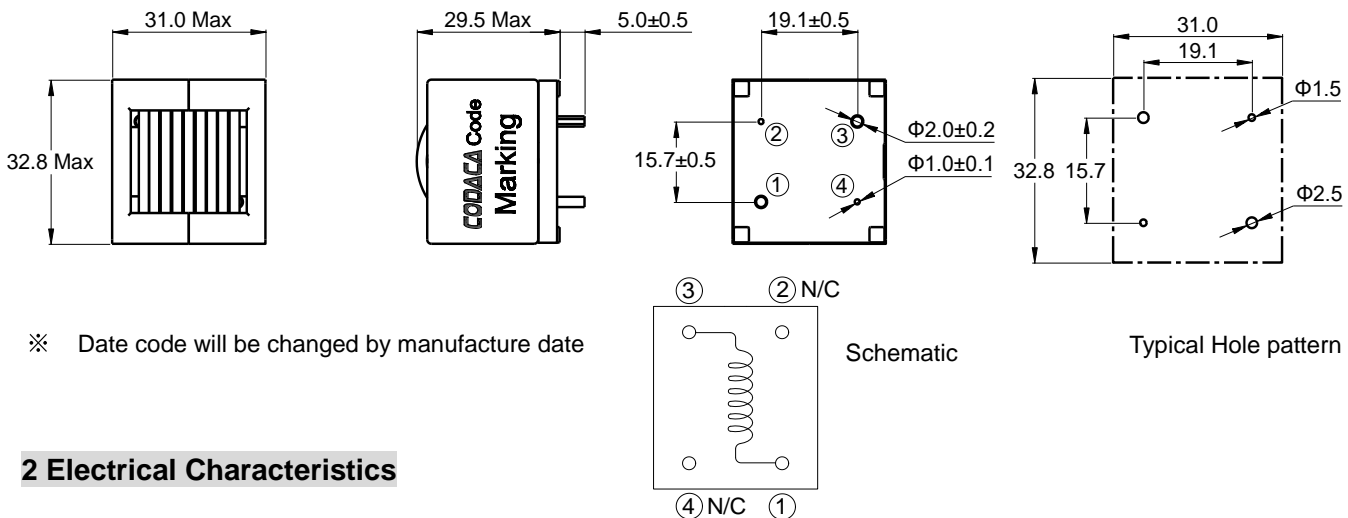 31.0 Max
29.5 Max
5.0±0.5
19.1±0.5
31.0
19.1
32.8 Max
CODACA Code
Marking
15.7±0.5
②
③
①
④
Φ2.0±0.2
Φ1.0±0.1
32.8
15.7
Φ1.5
Φ2.5
③
② N/C
※ Date code will be changed by manufacture date
Schematic
Typical Hole pattern
④ N/C
①
2 Electrical Characteristics